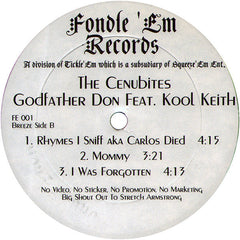 Fondle 'Em
Records
A division of Tickle'Em which is a subsidiary of Squeeze'Em Ent.
The Cenubites
Godfather Don Feat. Kool Keith
FE 001
Breeze Side B
1. Rhymes I Sniff aka Carlos Died 4:15
2. Mommy 3:21
3. I Was Forgotten 4:13
No Video, No Sticker, No Promotion, No Marketing
Big Shout Out To Stretch Armstrong